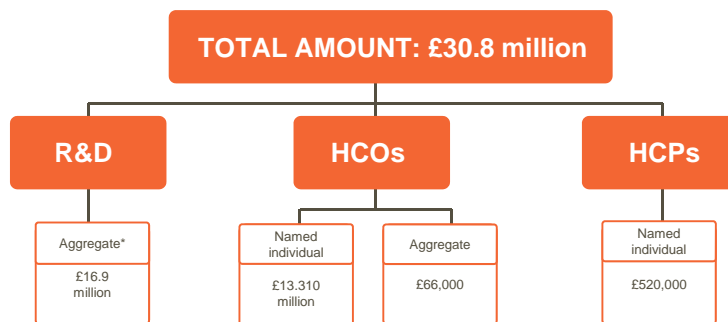 TOTAL AMOUNT: £30.8 million
R&D
HCOs
HCPs
Aggregate*
£16.9
million
Named
individual
£13.310
million
Aggregate
£66,000
Named
individual
£520,000